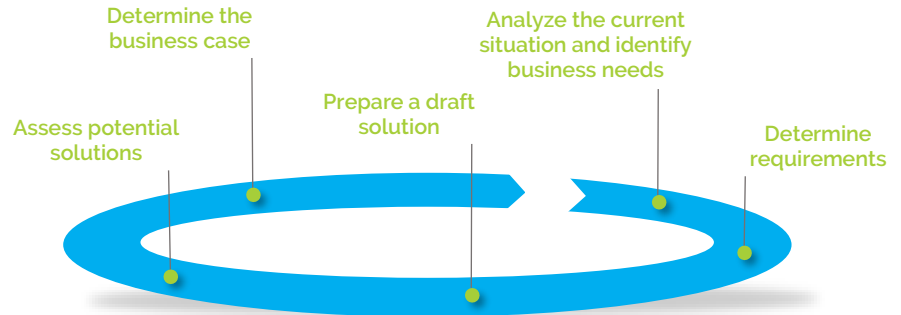 Determine the
business case
Analyze the current
situation and identify
business needs
Prepare a draft
solution
Assess potential
solutions
Determine
requirements